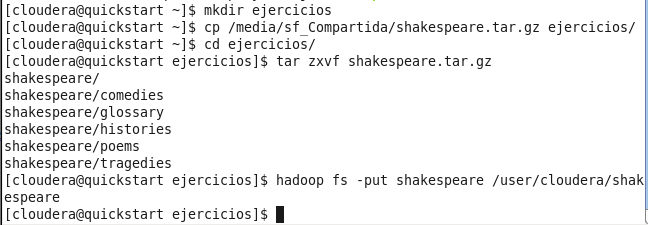 [cloudera@quickstart ~]$ mkdir ejercicios
[cloudera@quickstart ~]$ cp /media/sf_Compartida/shakespeare.tar.gz ejercicios/
[cloudera@quickstart ~]$ cd ejercicios/
[cloudera@quickstart ejercicios]$ tar zxvf shakespeare.tar.gz
shakespeare/
shakespeare/comedies
shakespeare/glossary
shakespeare/histories
shakespeare/poems
shakespeare/tragedies
[cloudera@quickstart ejercicios]$ hadoop fs -put shakespeare /user/cloudera/shak
espeare
[cloudera@quickstart ejercicios]$